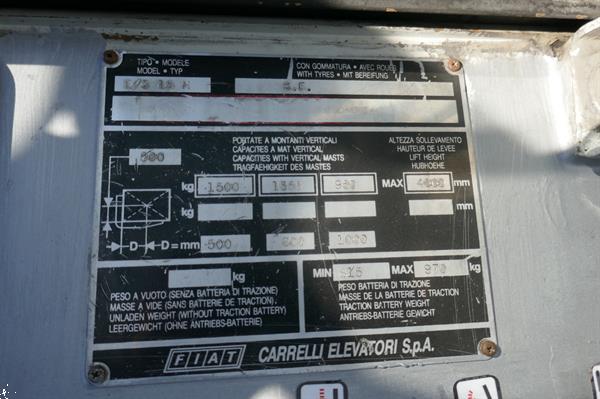 TIPO • MODELE
MODEL • TYP
CON GOMMATURA • AVEC ROUES
WITH TYRES • MIT BEREIFUNG
S.E.
PORTATE A MONTANTI VERTICALI
CAPACITES A MAT VERTICAL
CAPACITIES WITH VERTICAL MASTS
TRAGFAEHIGKEIT DES MASTES
ALTEZZA SOLLEVAMENTO
HAUTEUR DE LEVEE
LIFT HEIGHT
HUBHOEHE
kg 1500 MAX mm
kg mm
D D=mm 500 1000
kg
PESO A VUOTO (SENZA BATTERIA DI TRAZIONE)
MASSE A VIDE (SANS BATTERIE DE TRACTION)
UNLADEN WEIGHT (WITHOUT TRACTION BATTERY)
LEERGEWICHT (OHNE ANTRIEBS-BATTERIE)
MIN MAX 970 kg
PESO BATTERIA DI TRAZIONE
MASSE DE LA BATTERIE DE TRACTION
TRACTION BATTERY WEIGHT
ANTRIEBS-BATTERIE GEWICHT
FIAT CARRELLI ELEVATORI S.p.A.